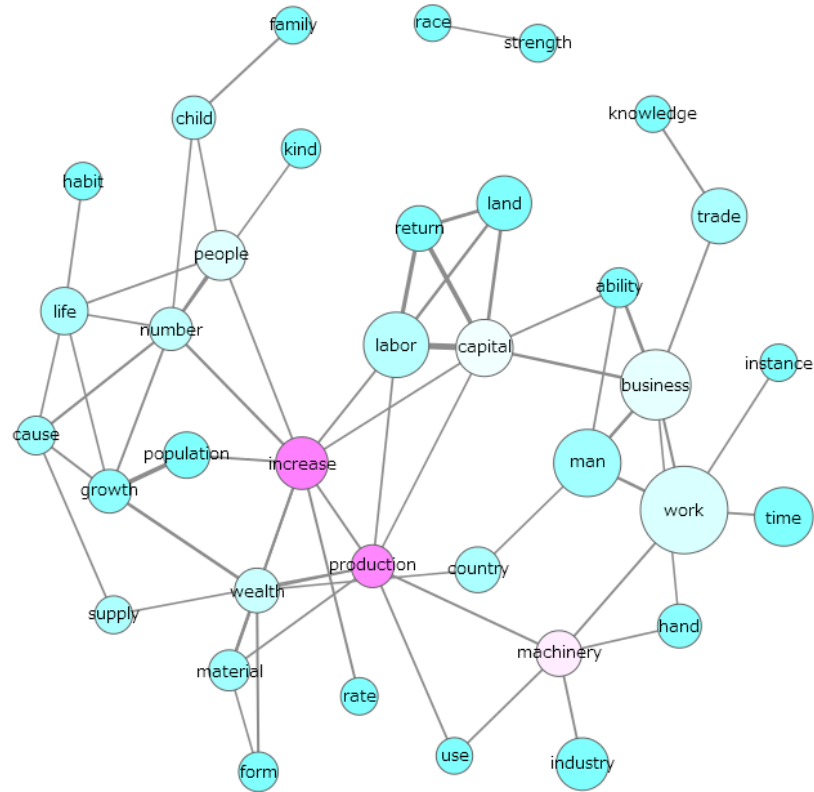 family
race
strength
child
knowledge
kind
habit
land
trade
return
people
ability
life
number
labor
capital
instance
business
cause
population
increase
man
growth
work
time
production
country
wealth
supply
hand
machinery
material
rate
use
industry
form